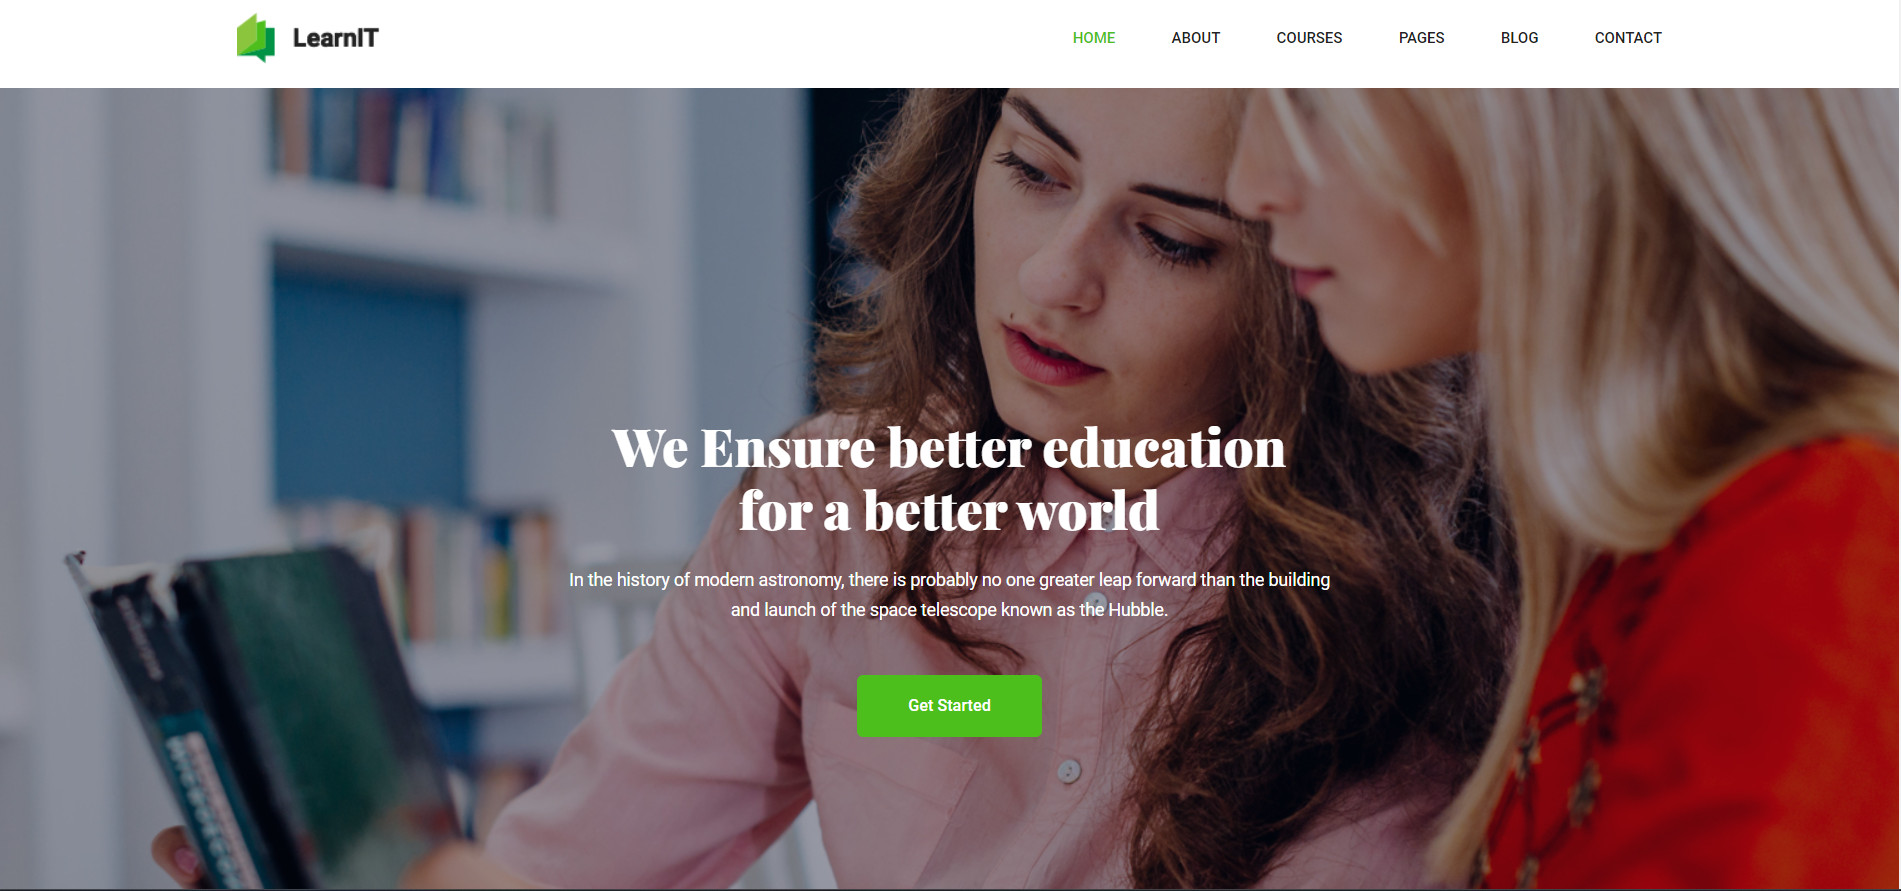 LearnIT
HOME ABOUT COURSES PAGES BLOG CONTACT
We Ensure better education
for a better world
In the history of modern astronomy, there is probably no one greater leap forward than the building
and launch of the space telescope known as the Hubble.
Get Started